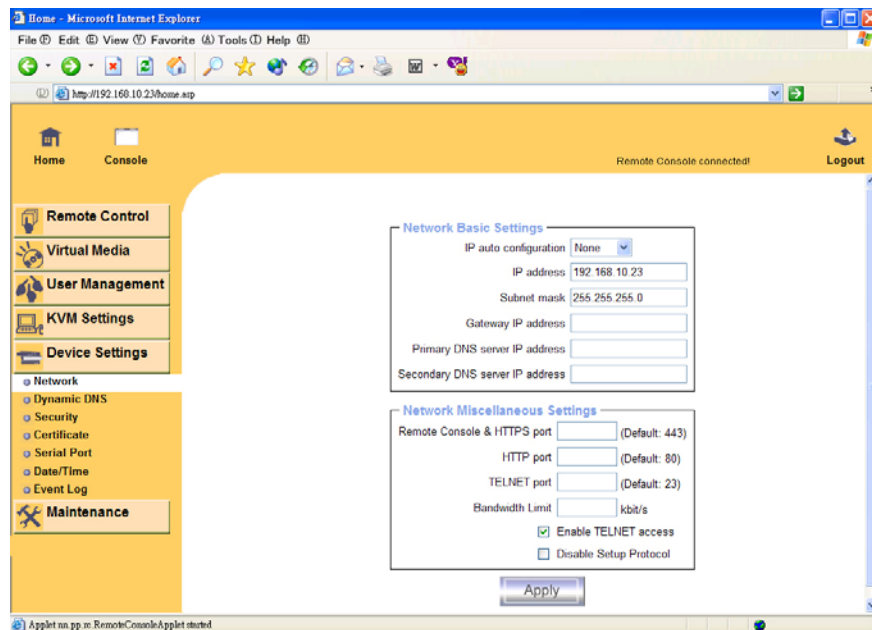 Home - Microsoft Internet Explorer
File(F) Edit (E) View (V) Favorite (A) Tools(T) Help (H)
(D) http://192.168.10.23/home.asp
Home
Console
Remote Console connected!
Logout
Remote Control
Virtual Media
User Management
KVM Settings
Device Settings
Network
Dynamic DNS
Security
Certificate
Serial Port
Date/Time
Event Log
Maintenance
Network Basic Settings
IP auto configuration None
IP address 192.168.10.23
Subnet mask 255.255.255.0
Gateway IP address
Primary DNS server IP address
Secondary DNS server IP address
Network Miscellaneous Settings
Remote Console & HTTPS port (Default: 443)
HTTP port (Default: 80)
TELNET port (Default: 23)
Bandwidth Limit kbit/s
Enable TELNET access
Disable Setup Protocol
Apply
Applet nn.pp.rc.RemoteConsoleApplet started